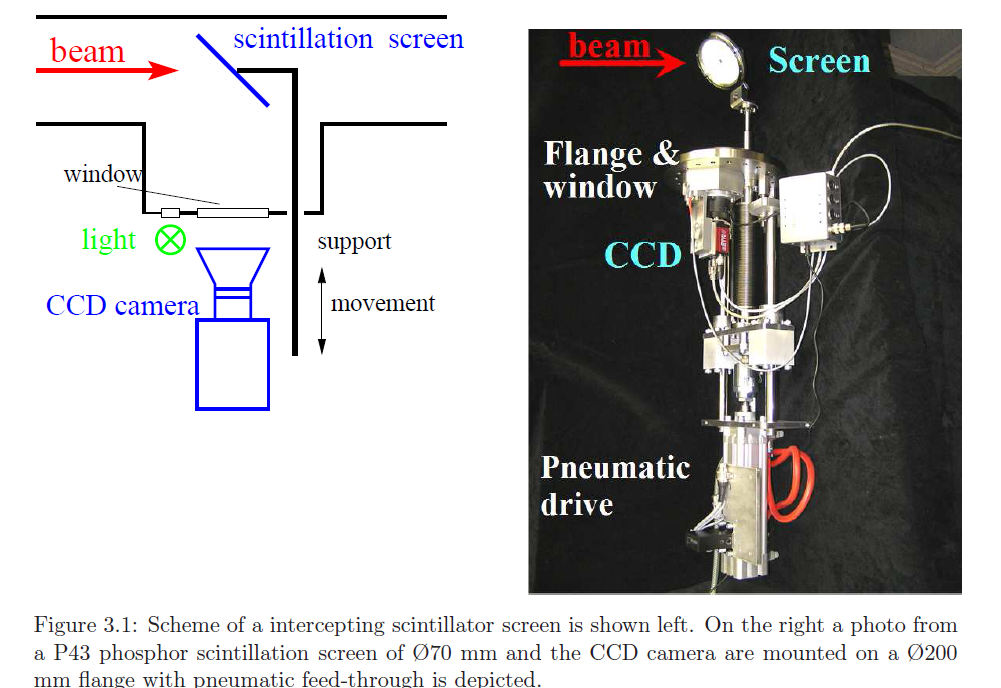 scintillation screen
beam
window
light
support
CCD camera
movement
beam
Screen
Flange &
window
CCD
Pneumatic
drive
Figure 3.1: Scheme of a intercepting scintillator screen is shown left. On the right a photo from
a P43 phosphor scintillation screen of Ø70 mm and the CCD camera are mounted on a Ø200
mm flange with pneumatic feed-through is depicted.